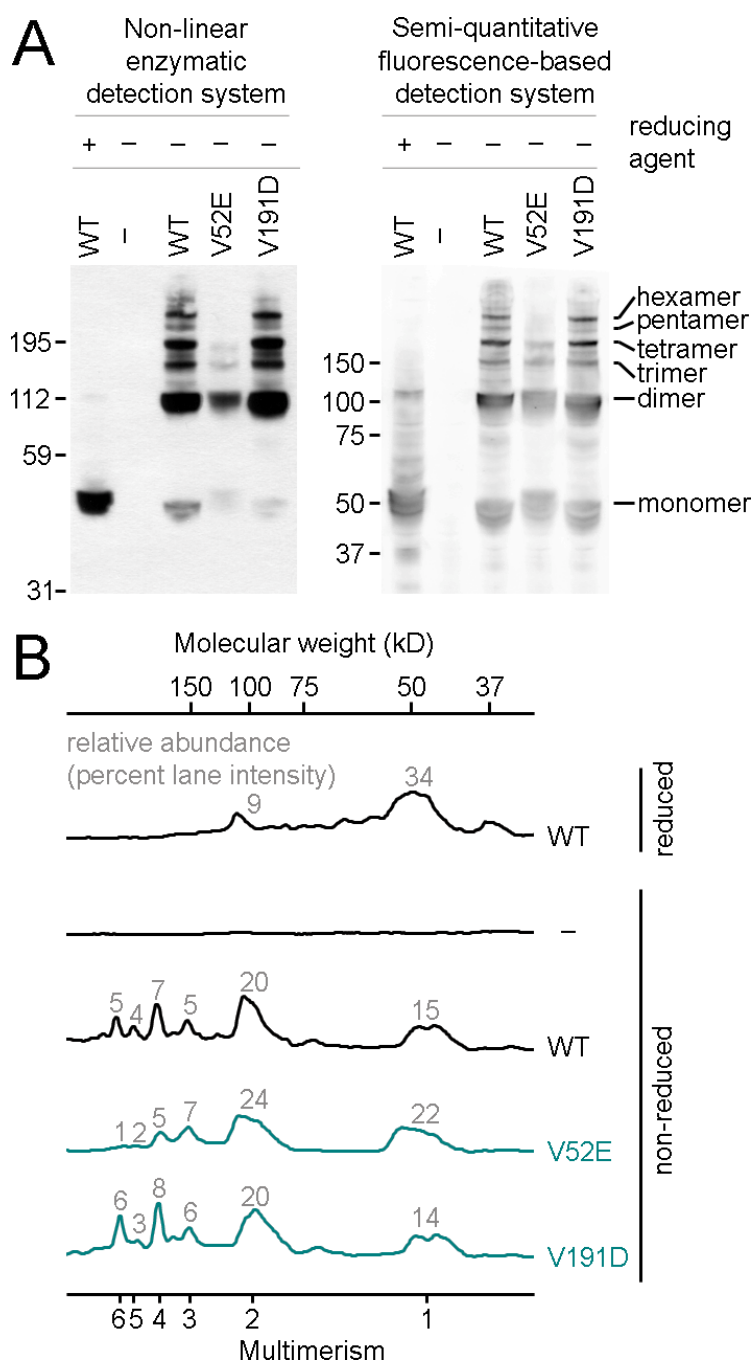 A
Non-linear
enzymatic
detection system
Semi-quantitative
fluorescence-based
detection system
+ – – – –
+ – – – –
reducing
agent
WT – WT V52E V191D
WT – WT V52E V191D
195
112
59
31
150
100
75
50
37
hexamer
pentamer
tetramer
trimer
dimer
monomer
B
Molecular weight (kD)
150 100 75 50 37
relative abundance
(percent lane intensity)
9 34
WT
reduced
–
5 4 7 5 20 15
WT
1 2 5 7 24 22
V52E
6 3 8 6 20 14
V191D
non-reduced
6 5 4 3 2 1
Multimerism